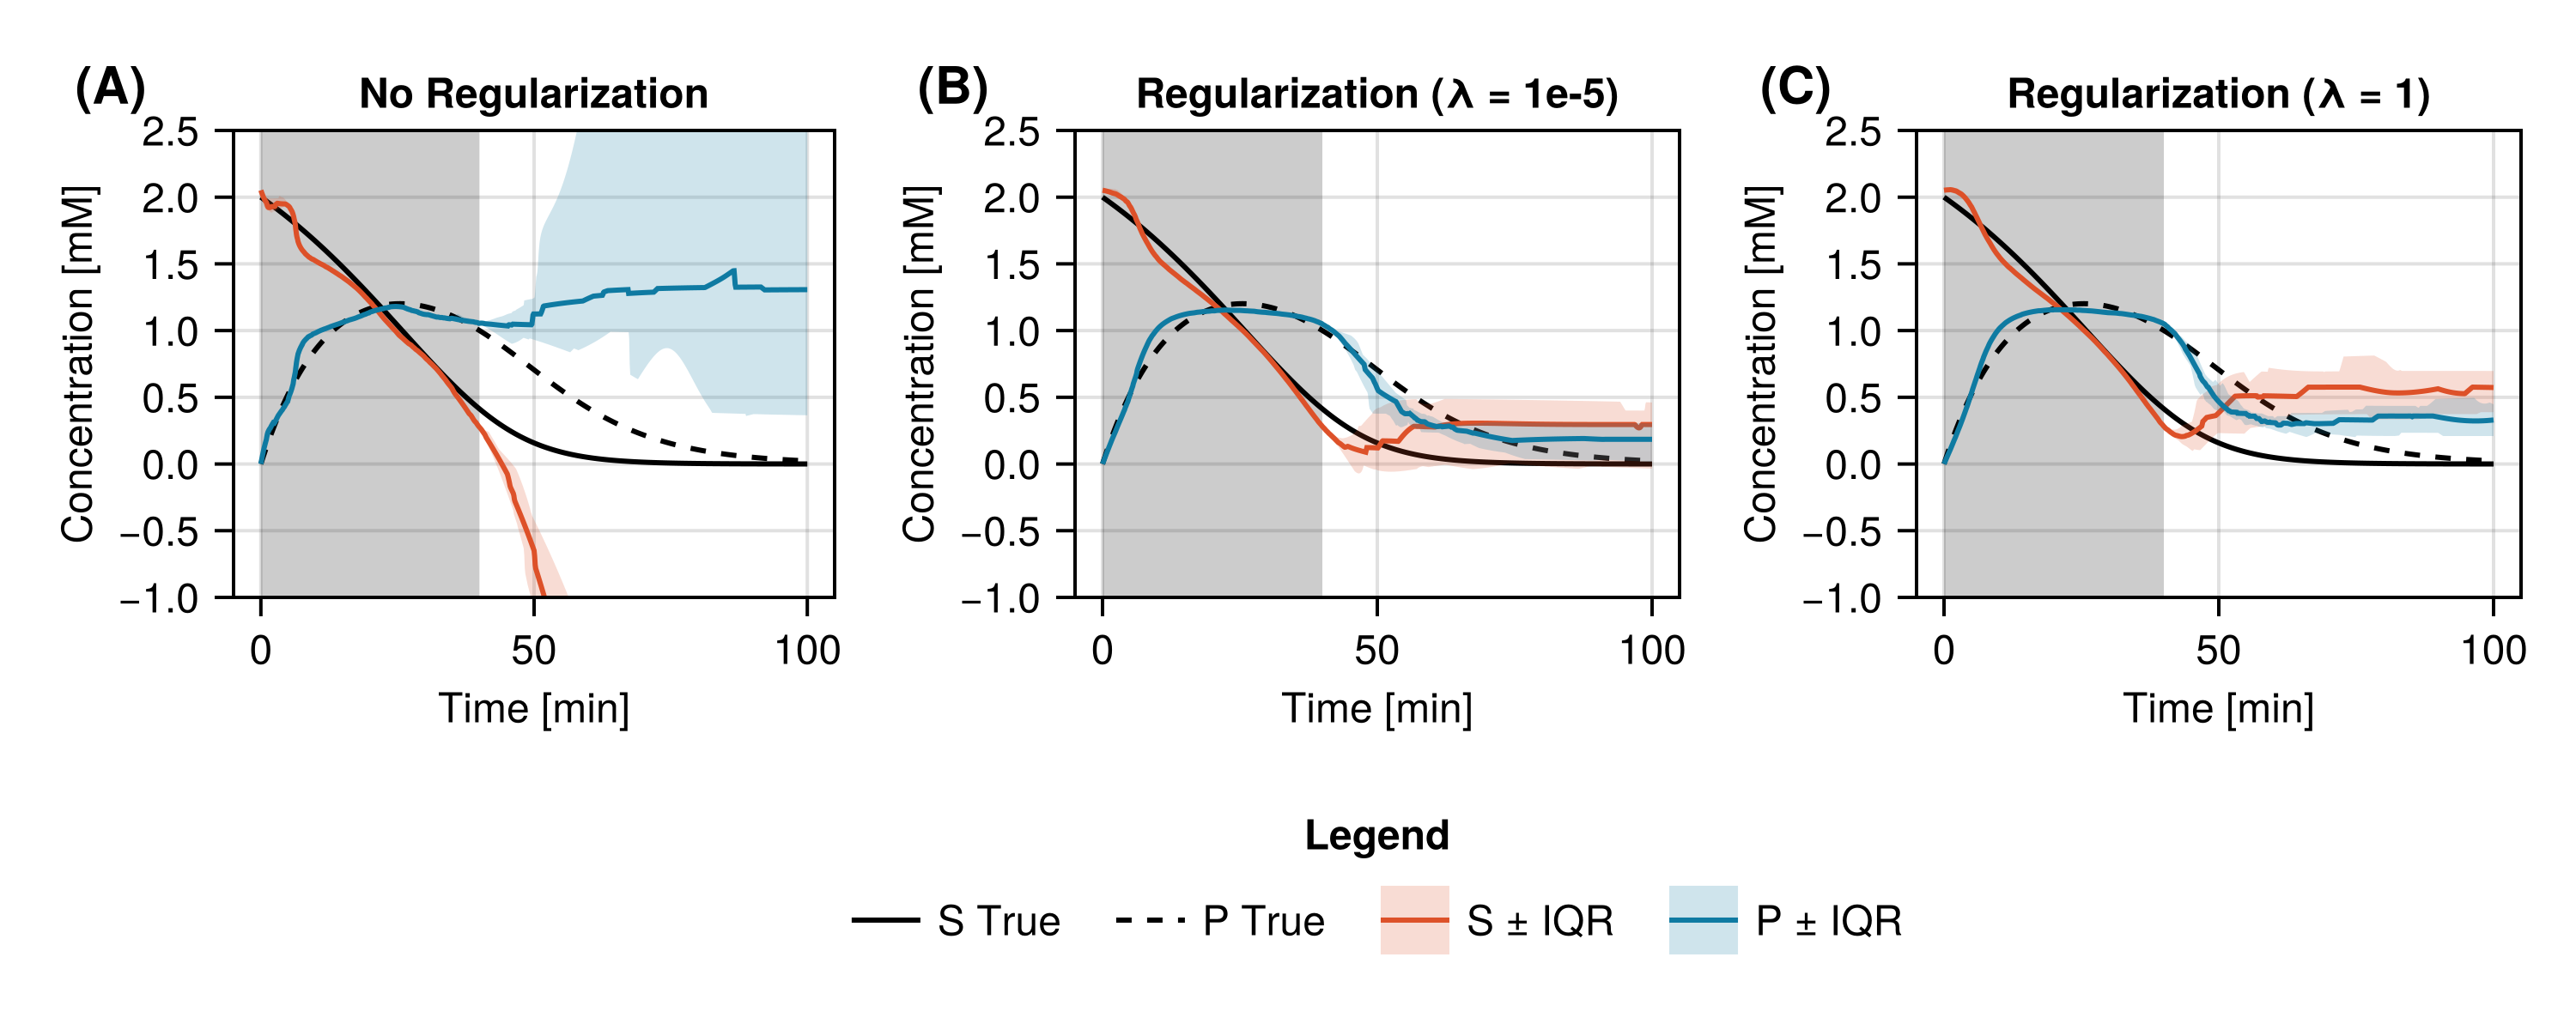 (A) No Regularization
(B) Regularization (λ = 1e-5)
(C) Regularization (λ = 1)
Concentration [mM]
2.5
2.0
1.5
1.0
0.5
0.0
−0.5
−1.0
0 50 100
Time [min]
Concentration [mM]
2.5
2.0
1.5
1.0
0.5
0.0
−0.5
−1.0
0 50 100
Time [min]
Concentration [mM]
2.5
2.0
1.5
1.0
0.5
0.0
−0.5
−1.0
0 50 100
Time [min]
Legend
S True P True S ± IQR P ± IQR